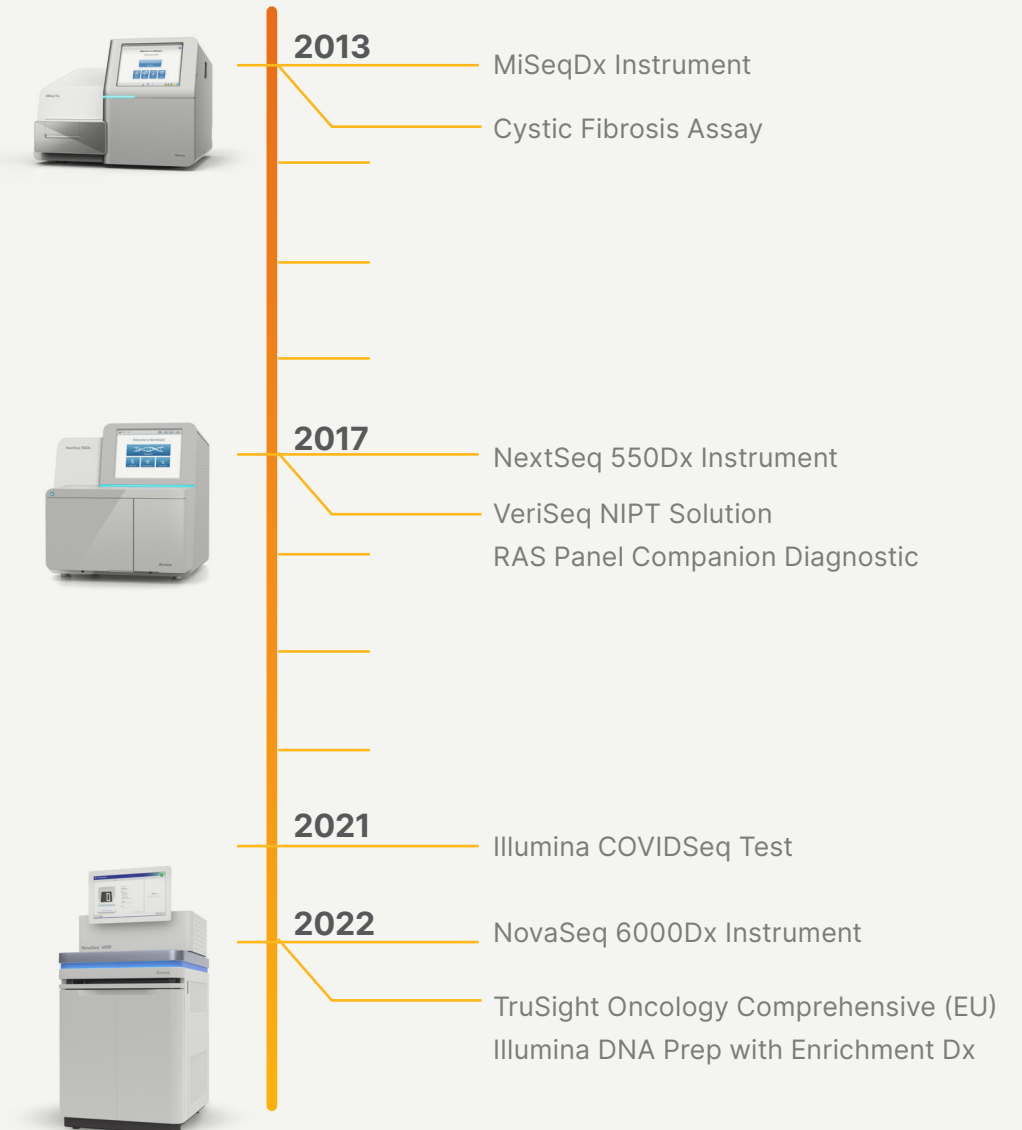 2013
MiSeqDx Instrument
Cystic Fibrosis Assay
2017
NextSeq 550Dx Instrument
VeriSeq NIPT Solution
RAS Panel Companion Diagnostic
2021
Illumina COVIDSeq Test
2022
NovaSeq 6000Dx Instrument
TruSight Oncology Comprehensive (EU)
Illumina DNA Prep with Enrichment Dx